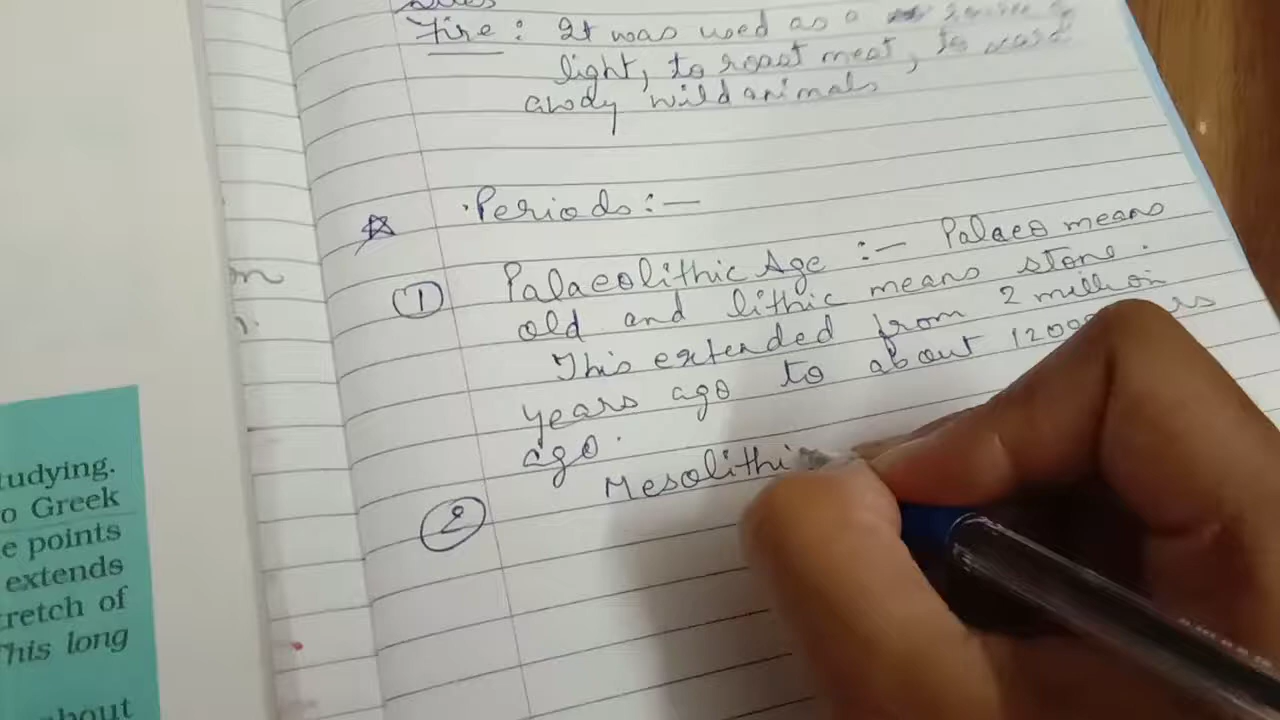 Fire : It was used as a
light, to roast meat, to ward
away wild animals
Periods :—
1 Palaeolithic Age :— Palaeo means
old and lithic means stone.
This extended from 2 million
years ago to about 12000
ago.
2 Mesolithi
tudying.
o Greek
e points
extends
retch of
This long
about